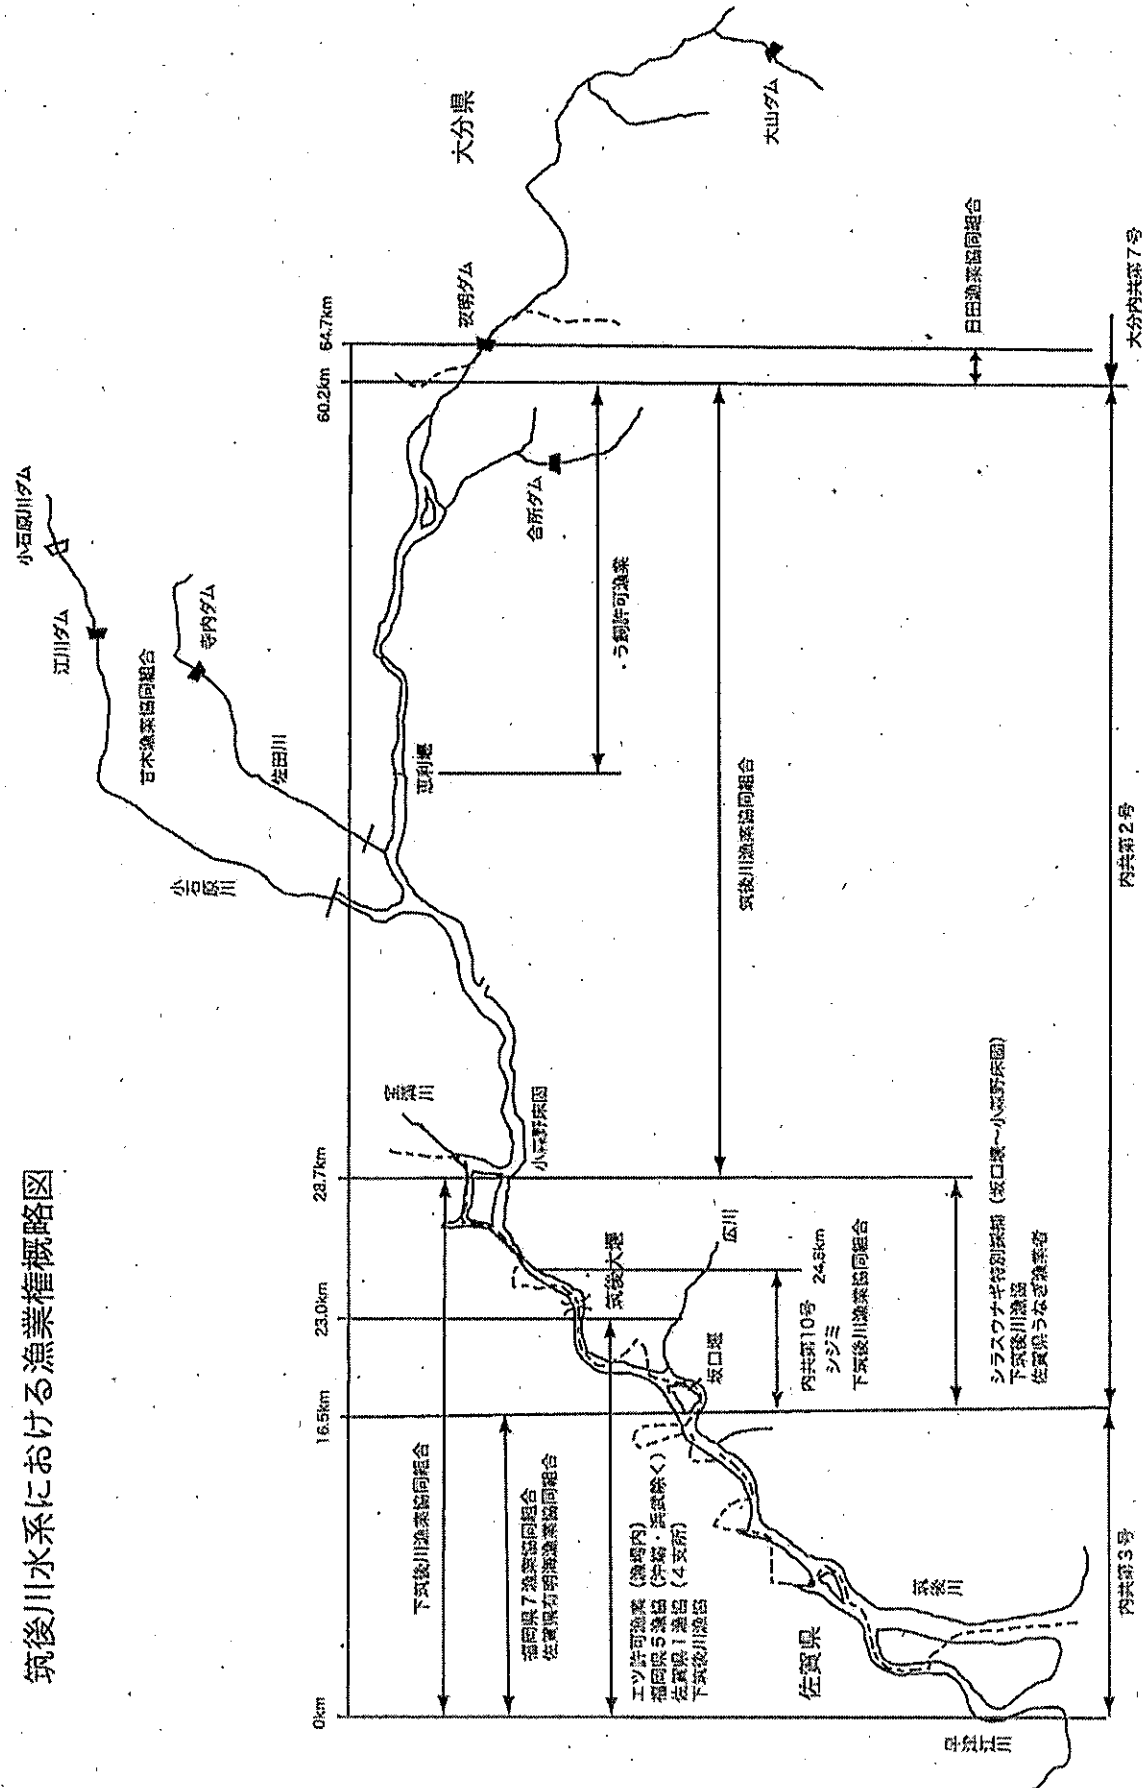 筑後川水系における漁業権概略図
0km
16.5km
23.0km
28.7km
60.2km
64.7km
小石原川ダム
江川ダム
甘木漁業協同組合
寺内ダム
佐田川
小石原川
大分県
大山ダム
夜明ダム
合所ダム
恵利堰
う飼許可漁業
日田漁業協同組合
大分内共第7号
筑後川漁業協同組合
内共第2号
宝満川
小森野床固
筑後大堰
広川
坂口堰
24.8km
内共第10号
シジミ
下筑後川漁業協同組合
シラスウナギ特別採捕(坂口堰〜小森野床固)
下筑後川漁協
佐賀県うなぎ漁業者
下筑後川漁業協同組合
福岡県7漁業協同組合
佐賀県有明海漁業協同組合
エツ許可漁業(漁場内)
福岡県5漁協(沖端・浜武除く)
佐賀県1漁協(4支所)
下筑後川漁協
佐賀県
筑後川
早津江川
内共第3号